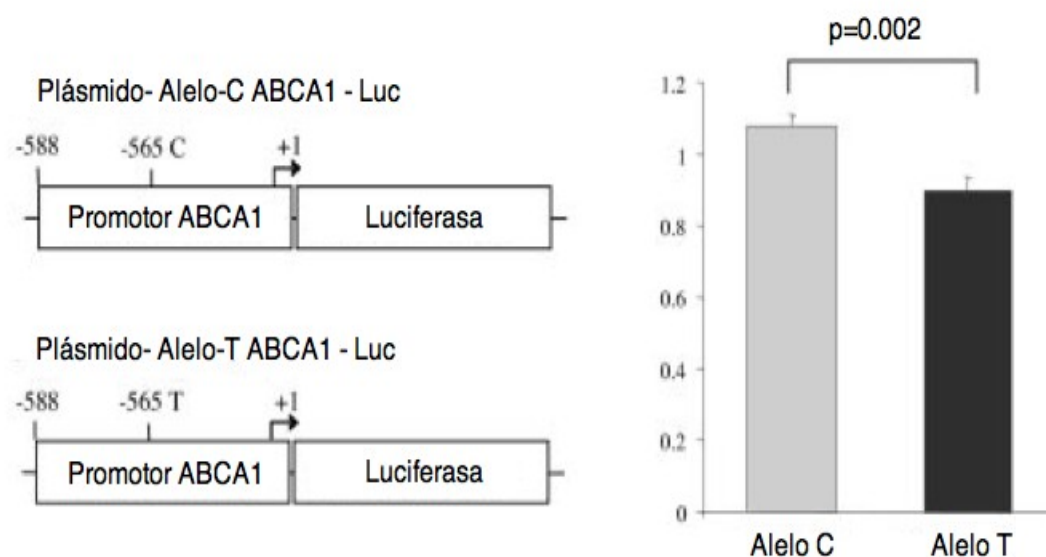 Plásmido- Alelo-C ABCA1 - Luc
-588 -565 C +1
Promotor ABCA1 Luciferasa
Plásmido- Alelo-T ABCA1 - Luc
-588 -565 T +1
Promotor ABCA1 Luciferasa
p=0.002
1.2
1
0.8
0.6
0.4
0.2
0
Alelo C Alelo T